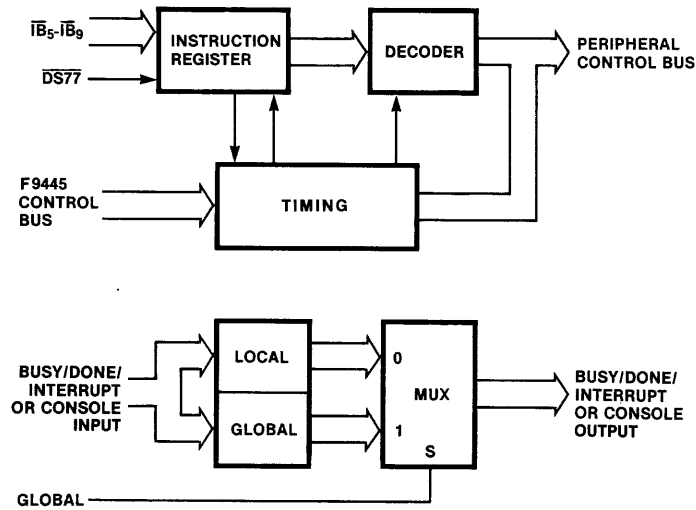 IB5-IB9
DS77
INSTRUCTION
REGISTER
DECODER
PERIPHERAL
CONTROL BUS
F9445
CONTROL
BUS
TIMING
BUSY/DONE/
INTERRUPT
OR CONSOLE
INPUT
LOCAL
GLOBAL
0
1
MUX
S
BUSY/DONE/
INTERRUPT
OR CONSOLE
OUTPUT
GLOBAL